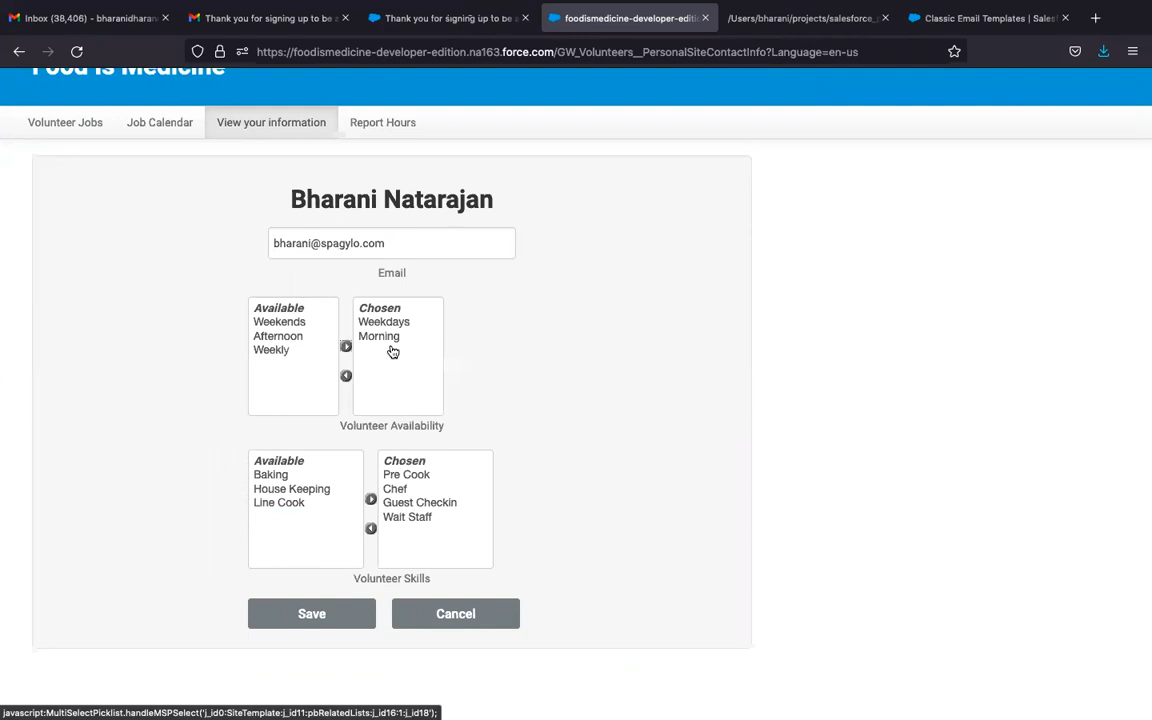 Inbox (38,406) – bharanidharan
Thank you for signing up to be a
Thank you for signing up to be a
foodismedicine-developer-editi
/Users/bharani/projects/salesforce_
Classic Email Templates | Sales
https://foodismedicine-developer-edition.na163.force.com/GW_Volunteers__PersonalSiteContactInfo?Language=en-us
Food is Medicine
Volunteer Jobs
Job Calendar
View your information
Report Hours
Bharani Natarajan
bharani@spagylo.com
Email
Available
Weekends
Afternoon
Weekly
Chosen
Weekdays
Morning
Volunteer Availability
Available
Baking
House Keeping
Line Cook
Chosen
Pre Cook
Chef
Guest Checkin
Wait Staff
Volunteer Skills
Save
Cancel
javascript:MultiSelectPicklist.handleMSPSelect('j_id0:SiteTemplate:j_id11:pbRelatedLists:j_id16:1:j_id18');